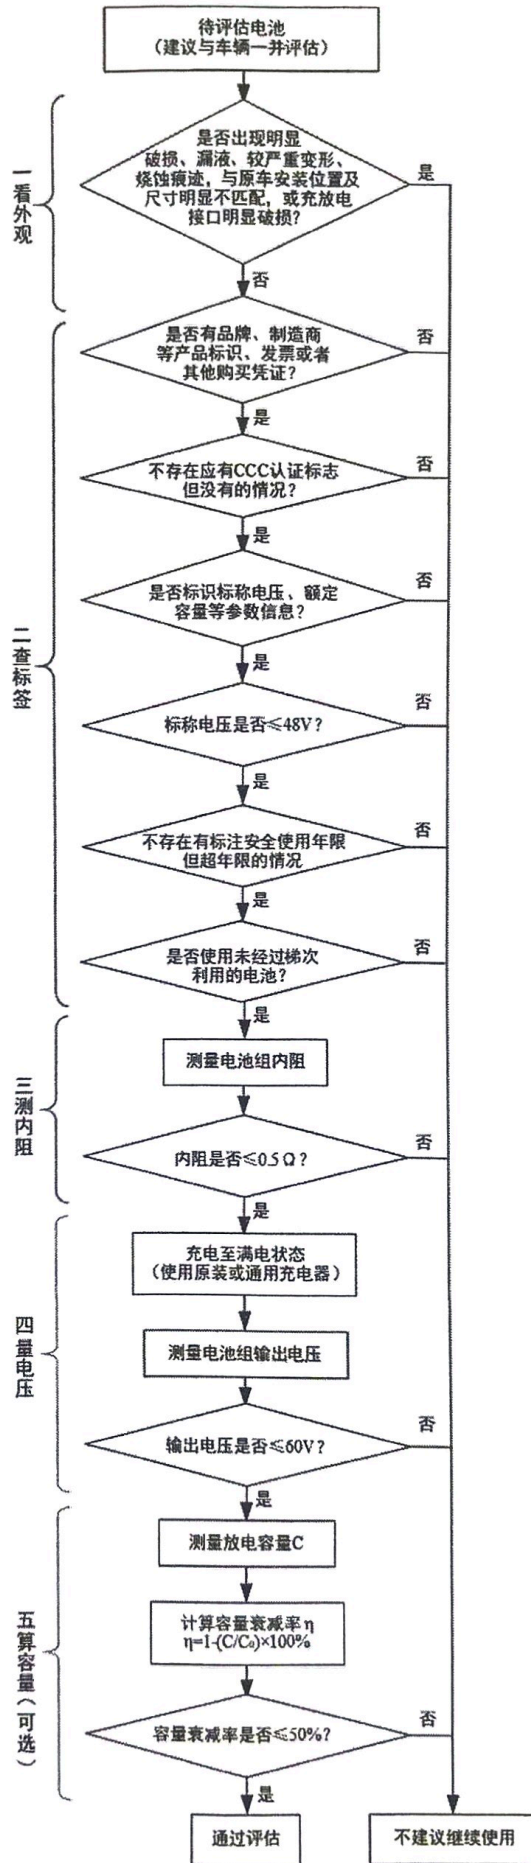 待评估电池
（建议与车辆一并评估）
一看外观
是否出现明显
破损、漏液、较严重变形、
烧蚀痕迹，与原车安装位置及
尺寸明显不匹配，或充放电
接口明显破损？
是
否
二查标签
是否有品牌、制造商
等产品标识、发票或者
其他购买凭证？
否
是
不存在应有CCC认证标志
但没有的情况？
否
是
是否标识标称电压、额定
容量等参数信息？
否
是
标称电压是否≤48V？
否
是
不存在有标注安全使用年限
但超年限的情况
否
是
是否使用未经过梯次
利用的电池？
否
是
三测内阻
测量电池组内阻
内阻是否≤0.5Ω？
否
是
四量电压
充电至满电状态
（使用原装或通用充电器）
测量电池组输出电压
输出电压是否≤60V？
否
是
五算容量（可选）
测量放电容量C
计算容量衰减率η
η=1-(C/C₀)×100%
容量衰减率是否≤50%？
否
是
通过评估
不建议继续使用